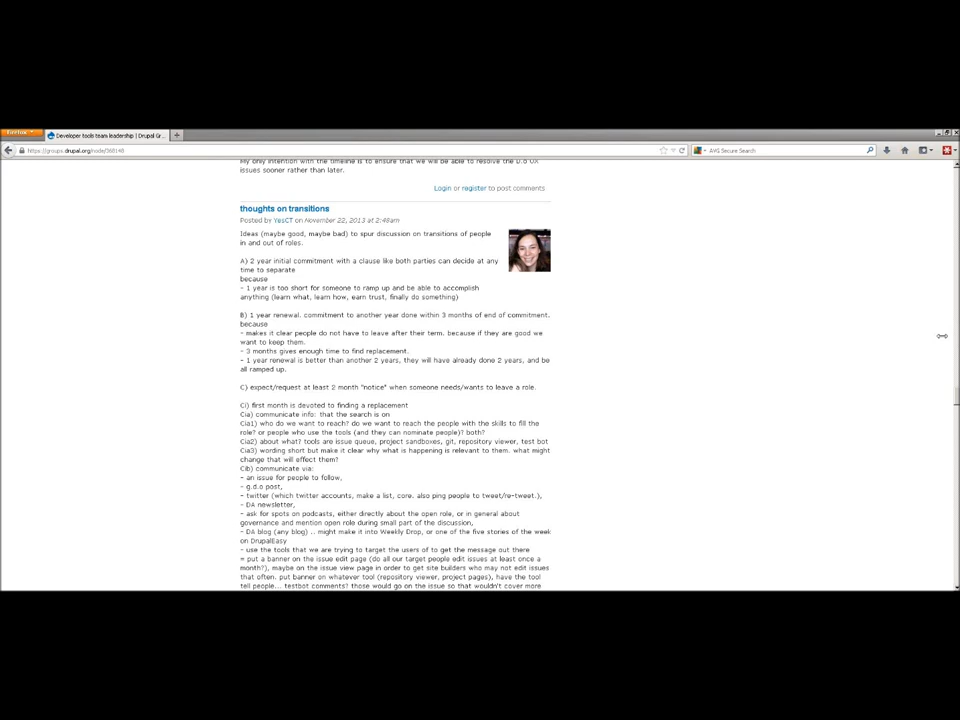 Firefox
Developer tools team leadership | Drupal Gr...
https://groups.drupal.org/node/368148
AVG Secure Search
My only intention with the timeline is to ensure that we will be able to resolve the D.o UX
issues sooner rather than later.
Login or register to post comments
thoughts on transitions
Posted by YesCT on November 22, 2013 at 2:48am
Ideas (maybe good, maybe bad) to spur discussion on transitions of people
in and out of roles.
A) 2 year initial commitment with a clause like both parties can decide at any
time to separate
because
- 1 year is too short for someone to ramp up and be able to accomplish
anything (learn what, learn how, earn trust, finally do something)
B) 1 year renewal. commitment to another year done within 3 months of end of commitment.
because
- makes it clear people do not have to leave after their term. because if they are good we
want to keep them.
- 3 months gives enough time to find replacement.
- 1 year renewal is better than another 2 years, they will have already done 2 years, and be
all ramped up.
C) expect/request at least 2 month "notice" when someone needs/wants to leave a role.
Ci) first month is devoted to finding a replacement
Cia) communicate info: that the search is on
Cia1) who do we want to reach? do we want to reach the people with the skills to fill the
role? or people who use the tools (and they can nominate people)? both?
Cia2) about what? tools are issue queue, project sandboxes, git, repository viewer, test bot
Cia3) wording short but make it clear why what is happening is relevant to them. what might
change that will effect them?
Cib) communicate via:
- an issue for people to follow,
- g.d.o post,
- twitter (which twitter accounts, make a list, core. also ping people to tweet/re-tweet.),
- DA newsletter,
- ask for spots on podcasts, either directly about the open role, or in general about
governance and mention open role during small part of the discussion,
- DA blog (any blog) .. might make it into Weekly Drop, or one of the five stories of the week
on DrupalEasy
- use the tools that we are trying to target the users of to get the message out there
= put a banner on the issue edit page (do all our target people edit issues at least once a
month?), maybe on the issue view page in order to get site builders who may not edit issues
that often. put banner on whatever tool (repository viewer, project pages), have the tool
tell people... testbot comments? those would go on the issue so that wouldn't cover more